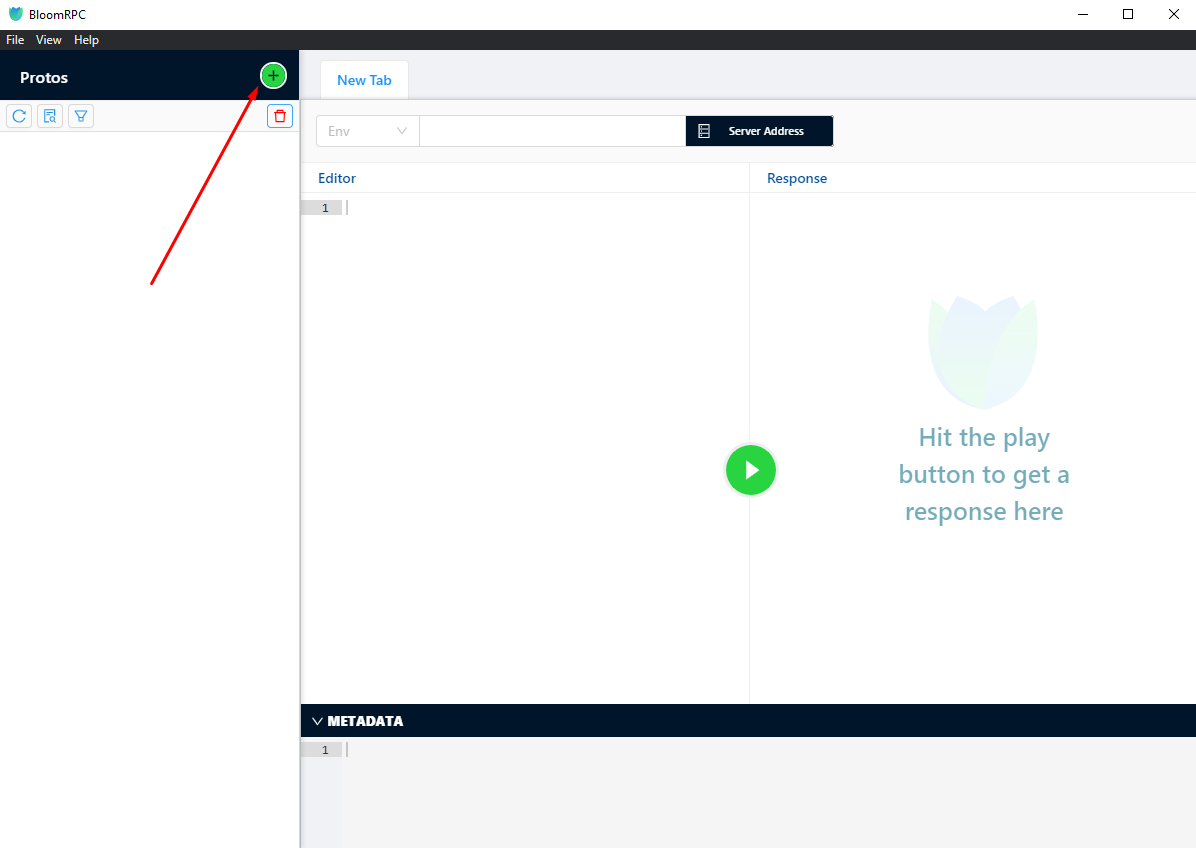 BloomRPC
File View Help
Protos
New Tab
Env
Server Address
Editor
Response
1
Hit the play
button to get a
response here
METADATA
1